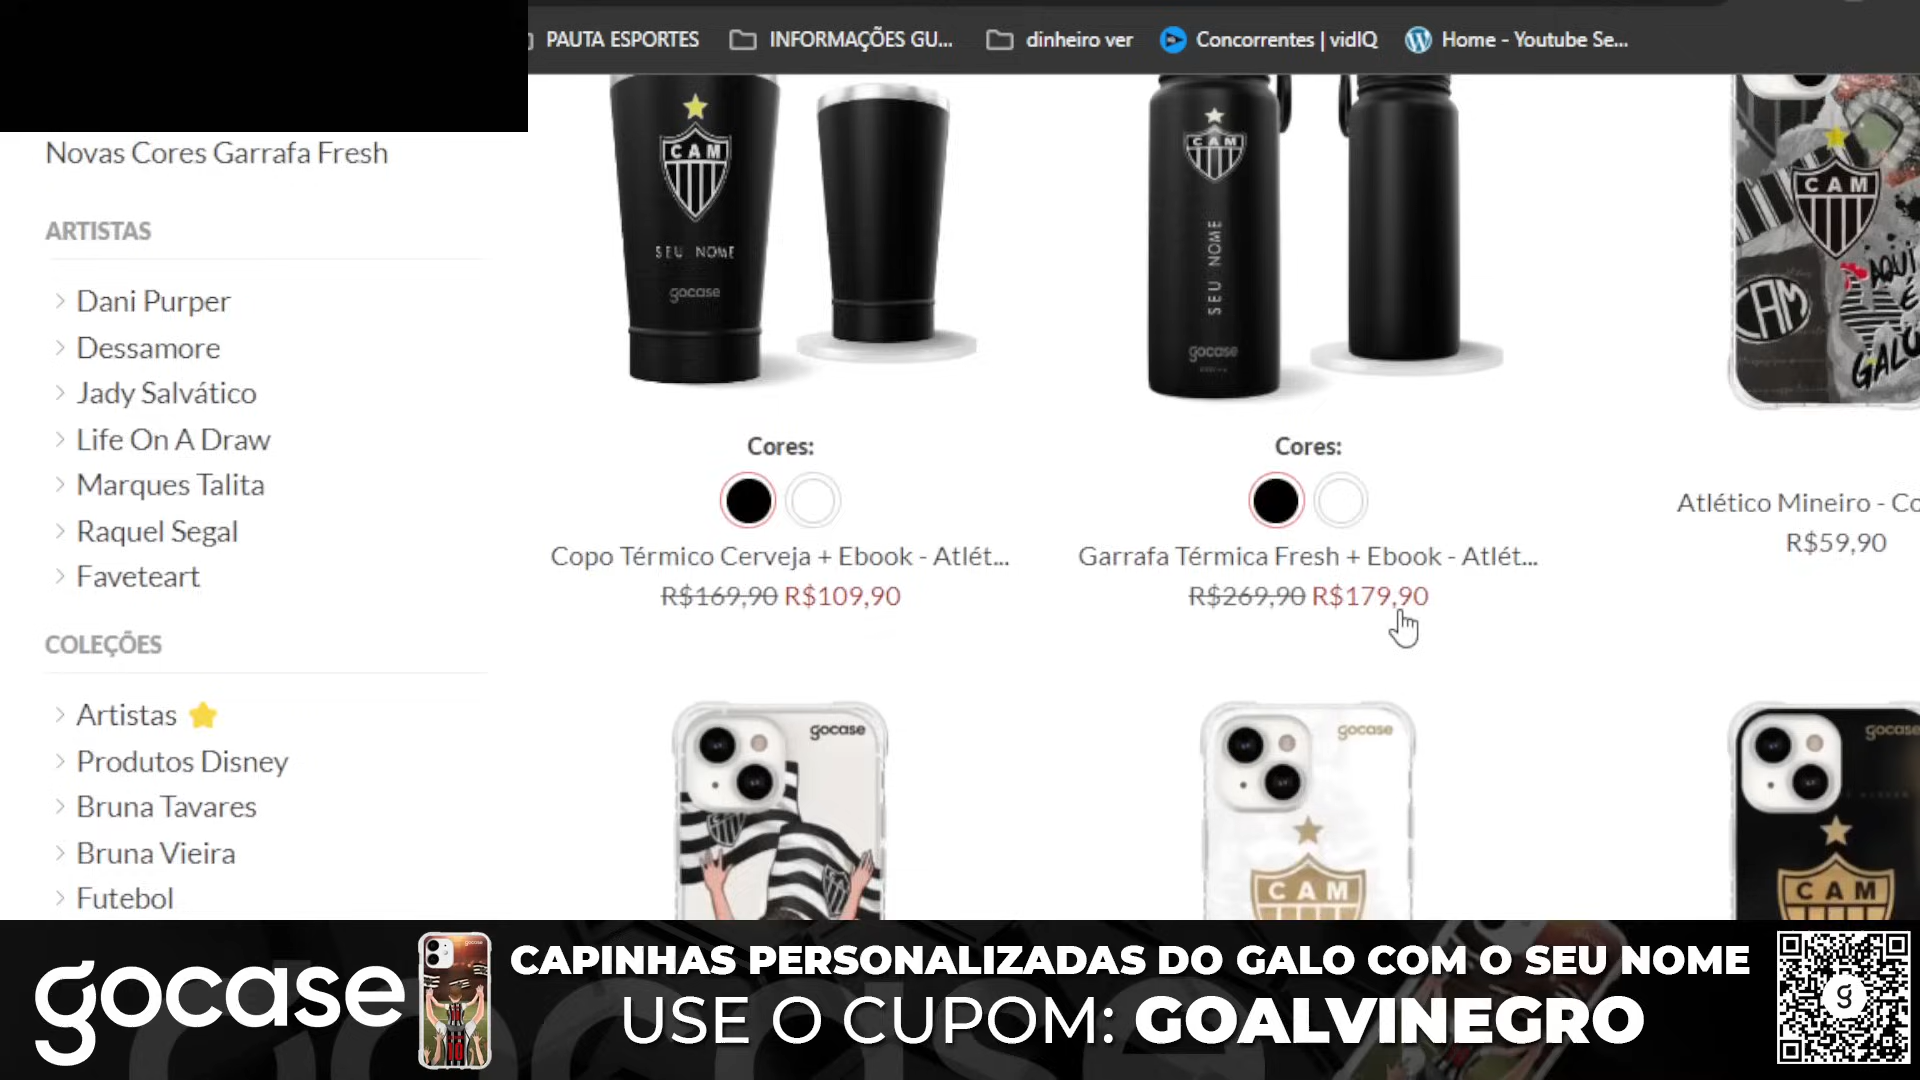 PAUTA ESPORTES
INFORMAÇÕES GU...
dinheiro ver
Concorrentes | vidIQ
Home - Youtube Se...
Novas Cores Garrafa Fresh
ARTISTAS
Dani Purper
Dessamore
Jady Salvático
Life On A Draw
Marques Talita
Raquel Segal
Faveteart
COLEÇÕES
Artistas
Produtos Disney
Bruna Tavares
Bruna Vieira
Futebol
CAM
SEU NOME
gocase
Cores:
Copo Térmico Cerveja + Ebook - Atlét...
R$169,90 R$109,90
CAM
SEU NOME
gocase
Cores:
Garrafa Térmica Fresh + Ebook - Atlét...
R$269,90 R$179,90
CAM
AQUI
É
CAM
GALO
Atlético Mineiro - Co
R$59,90
gocase
gocase
CAM
gocase
CAM
gocase
CAPINHAS PERSONALIZADAS DO GALO COM O SEU NOME
USE O CUPOM: GOALVINEGRO
g